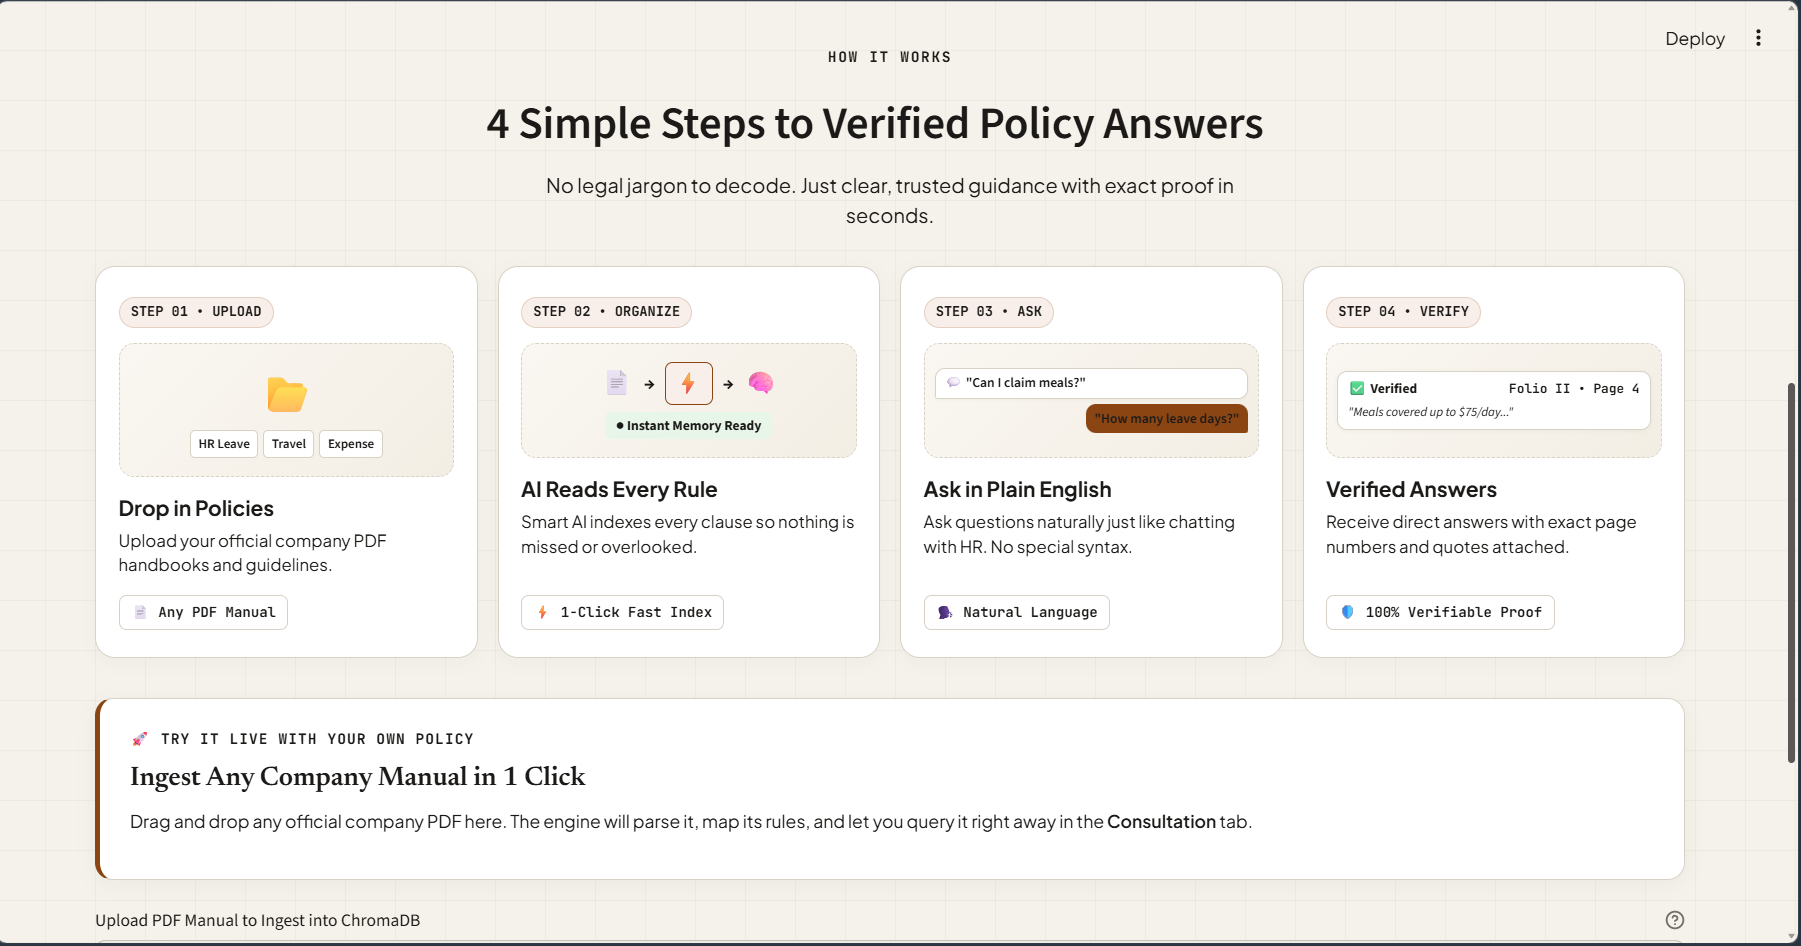 Deploy
HOW IT WORKS
4 Simple Steps to Verified Policy Answers
No legal jargon to decode. Just clear, trusted guidance with exact proof in
seconds.
STEP 01 • UPLOAD
HR Leave
Travel
Expense
Drop in Policies
Upload your official company PDF
handbooks and guidelines.
Any PDF Manual
STEP 02 • ORGANIZE
→ →
● Instant Memory Ready
AI Reads Every Rule
Smart AI indexes every clause so nothing is
missed or overlooked.
1-Click Fast Index
STEP 03 • ASK
"Can I claim meals?"
"How many leave days?"
Ask in Plain English
Ask questions naturally just like chatting
with HR. No special syntax.
Natural Language
STEP 04 • VERIFY
Verified Folio II • Page 4
"Meals covered up to $75/day..."
Verified Answers
Receive direct answers with exact page
numbers and quotes attached.
100% Verifiable Proof
TRY IT LIVE WITH YOUR OWN POLICY
Ingest Any Company Manual in 1 Click
Drag and drop any official company PDF here. The engine will parse it, map its rules, and let you query it right away in the Consultation tab.
Upload PDF Manual to Ingest into ChromaDB